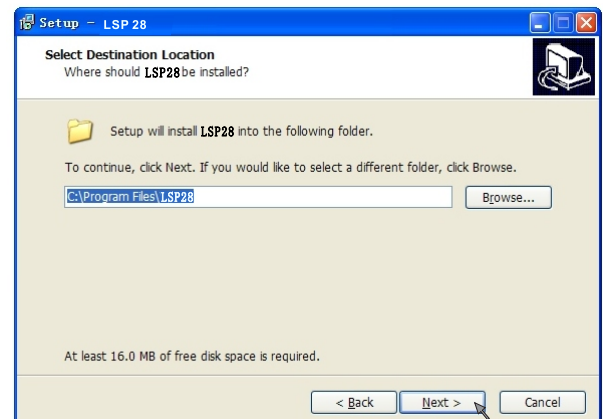 Setup - LSP 28
Select Destination Location
Where should LSP28 be installed?
Setup will install LSP28 into the following folder.
To continue, click Next. If you would like to select a different folder, click Browse.
C:\Program Files\LSP28
Browse...
At least 16.0 MB of free disk space is required.
< Back Next > Cancel